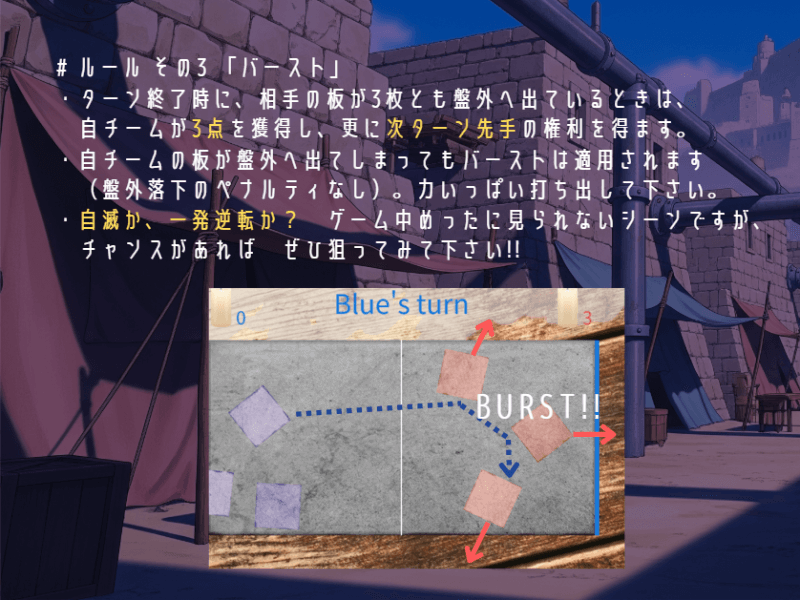 # ルール その3 「バースト」
・ターン終了時に、相手の板が3枚とも盤外へ出ているときは、
自チームが3点を獲得し、更に次ターン先手の権利を得ます。
・自チームの板が盤外へ出てしまってもバーストは適用されます
（盤外落下のペナルティなし）。力いっぱい打ち出して下さい。
・自滅か、一発逆転か？ ゲーム中めったに見られないシーンですが、
チャンスがあれば ぜひ狙ってみて下さい!!
Blue's turn
0
3
BURST!!